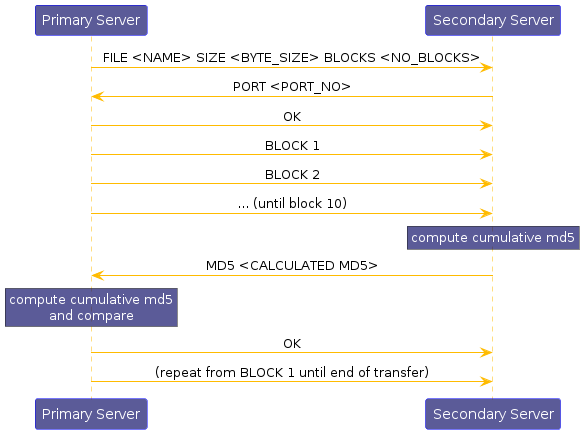 Primary Server
Secondary Server
FILE <NAME> SIZE <BYTE_SIZE> BLOCKS <NO_BLOCKS>
PORT <PORT_NO>
OK
BLOCK 1
BLOCK 2
... (until block 10)
compute cumulative md5
MD5 <CALCULATED MD5>
compute cumulative md5
and compare
OK
(repeat from BLOCK 1 until end of transfer)
Primary Server
Secondary Server